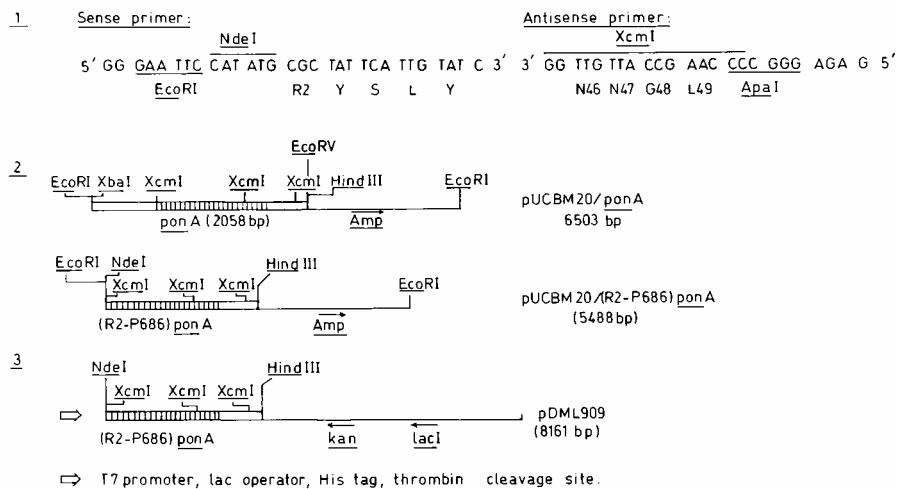 1 Sense primer: Antisense primer:
NdeI XcmI
5' GG GAA TTC CAT ATG CGC TAT TCA TTG TAT C 3' 3' GG TTG TTA CCG AAC CCC GGG AGA G 5'
EcoRI R2 Y S L Y N46 N47 G48 L49 ApaI
2
EcoRV
EcoRI XbaI XcmI XcmI XcmI HindIII EcoRI
pon A (2058 bp) Amp
pUCBM20/ponA
6503 bp
EcoRI NdeI HindIII
XcmI XcmI XcmI EcoRI
(R2-P686) pon A Amp
pUCBM20/(R2-P686) ponA
(5488 bp)
3
NdeI HindIII
XcmI XcmI XcmI
(R2-P686) pon A kan lacI
pDML909
(8161 bp)
⇨ T7 promoter, lac operator, His tag, thrombin cleavage site.